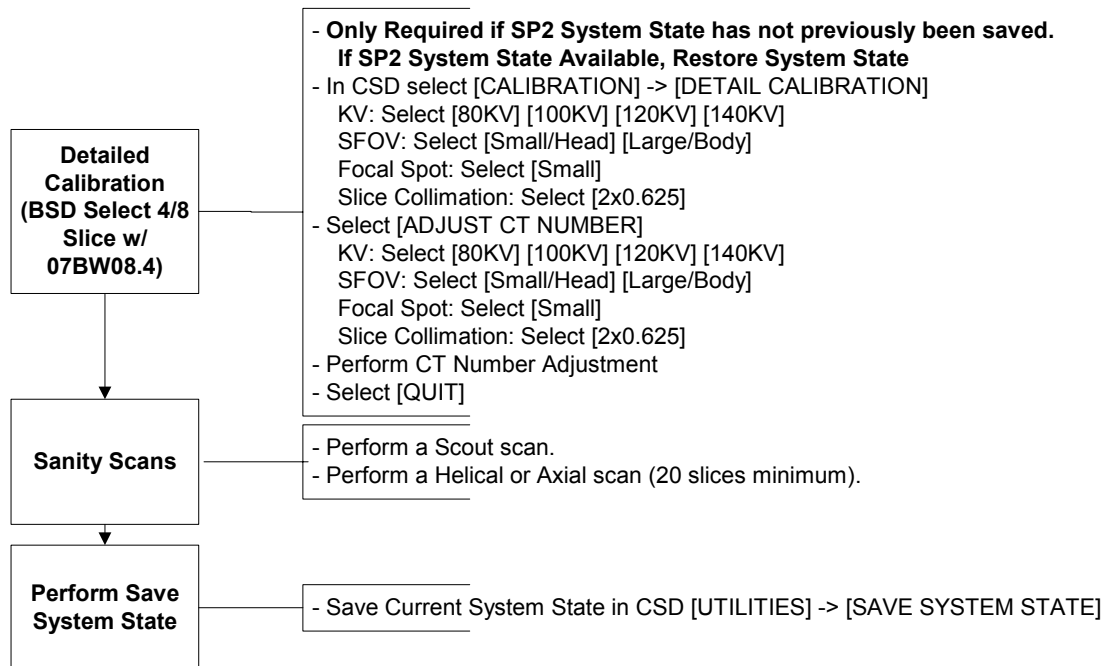 Detailed
Calibration
(BSD Select 4/8
Slice w/
07BW08.4)
- Only Required if SP2 System State has not previously been saved.
If SP2 System State Available, Restore System State
- In CSD select [CALIBRATION] -> [DETAIL CALIBRATION]
KV: Select [80KV] [100KV] [120KV] [140KV]
SFOV: Select [Small/Head] [Large/Body]
Focal Spot: Select [Small]
Slice Collimation: Select [2x0.625]
- Select [ADJUST CT NUMBER]
KV: Select [80KV] [100KV] [120KV] [140KV]
SFOV: Select [Small/Head] [Large/Body]
Focal Spot: Select [Small]
Slice Collimation: Select [2x0.625]
- Perform CT Number Adjustment
- Select [QUIT]
Sanity Scans
- Perform a Scout scan.
- Perform a Helical or Axial scan (20 slices minimum).
Perform Save
System State
- Save Current System State in CSD [UTILITIES] -> [SAVE SYSTEM STATE]